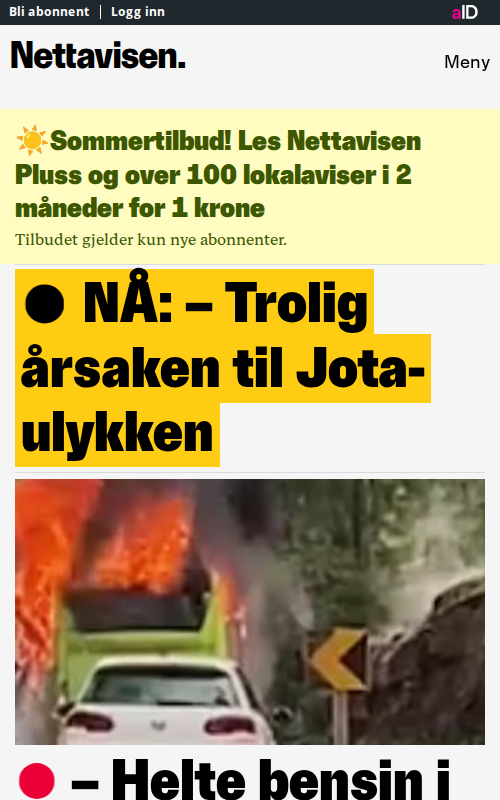 Bli abonnent | Logg inn
aID
Nettavisen.
Meny
☀️Sommertilbud! Les Nettavisen
Pluss og over 100 lokalaviser i 2
måneder for 1 krone
Tilbudet gjelder kun nye abonnenter.
● NÅ: – Trolig
årsaken til Jota-
ulykken
– Helte bensin i